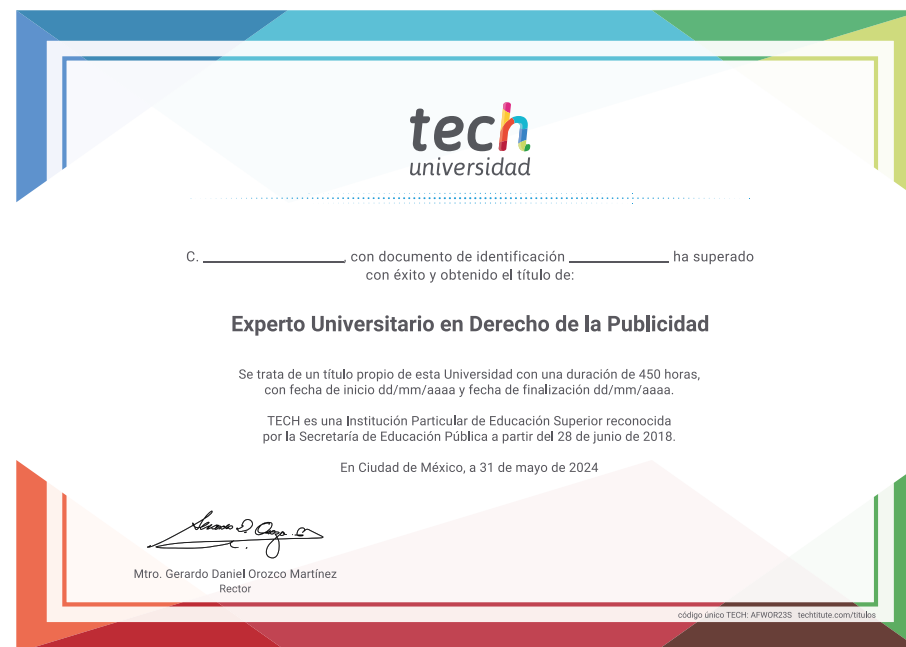 tech
universidad
C. ____________, con documento de identificación ____________ ha superado
con éxito y obtenido el título de:
Experto Universitario en Derecho de la Publicidad
Se trata de un título propio de esta Universidad con una duración de 450 horas,
con fecha de inicio dd/mm/aaaa y fecha de finalización dd/mm/aaaa.
TECH es una Institución Particular de Educación Superior reconocida
por la Secretaría de Educación Pública a partir del 28 de junio de 2018.
En Ciudad de México, a 31 de mayo de 2024
Mtro. Gerardo Daniel Orozco Martínez
Rector
código único TECH: AFWOR23S techtitute.com/titulos